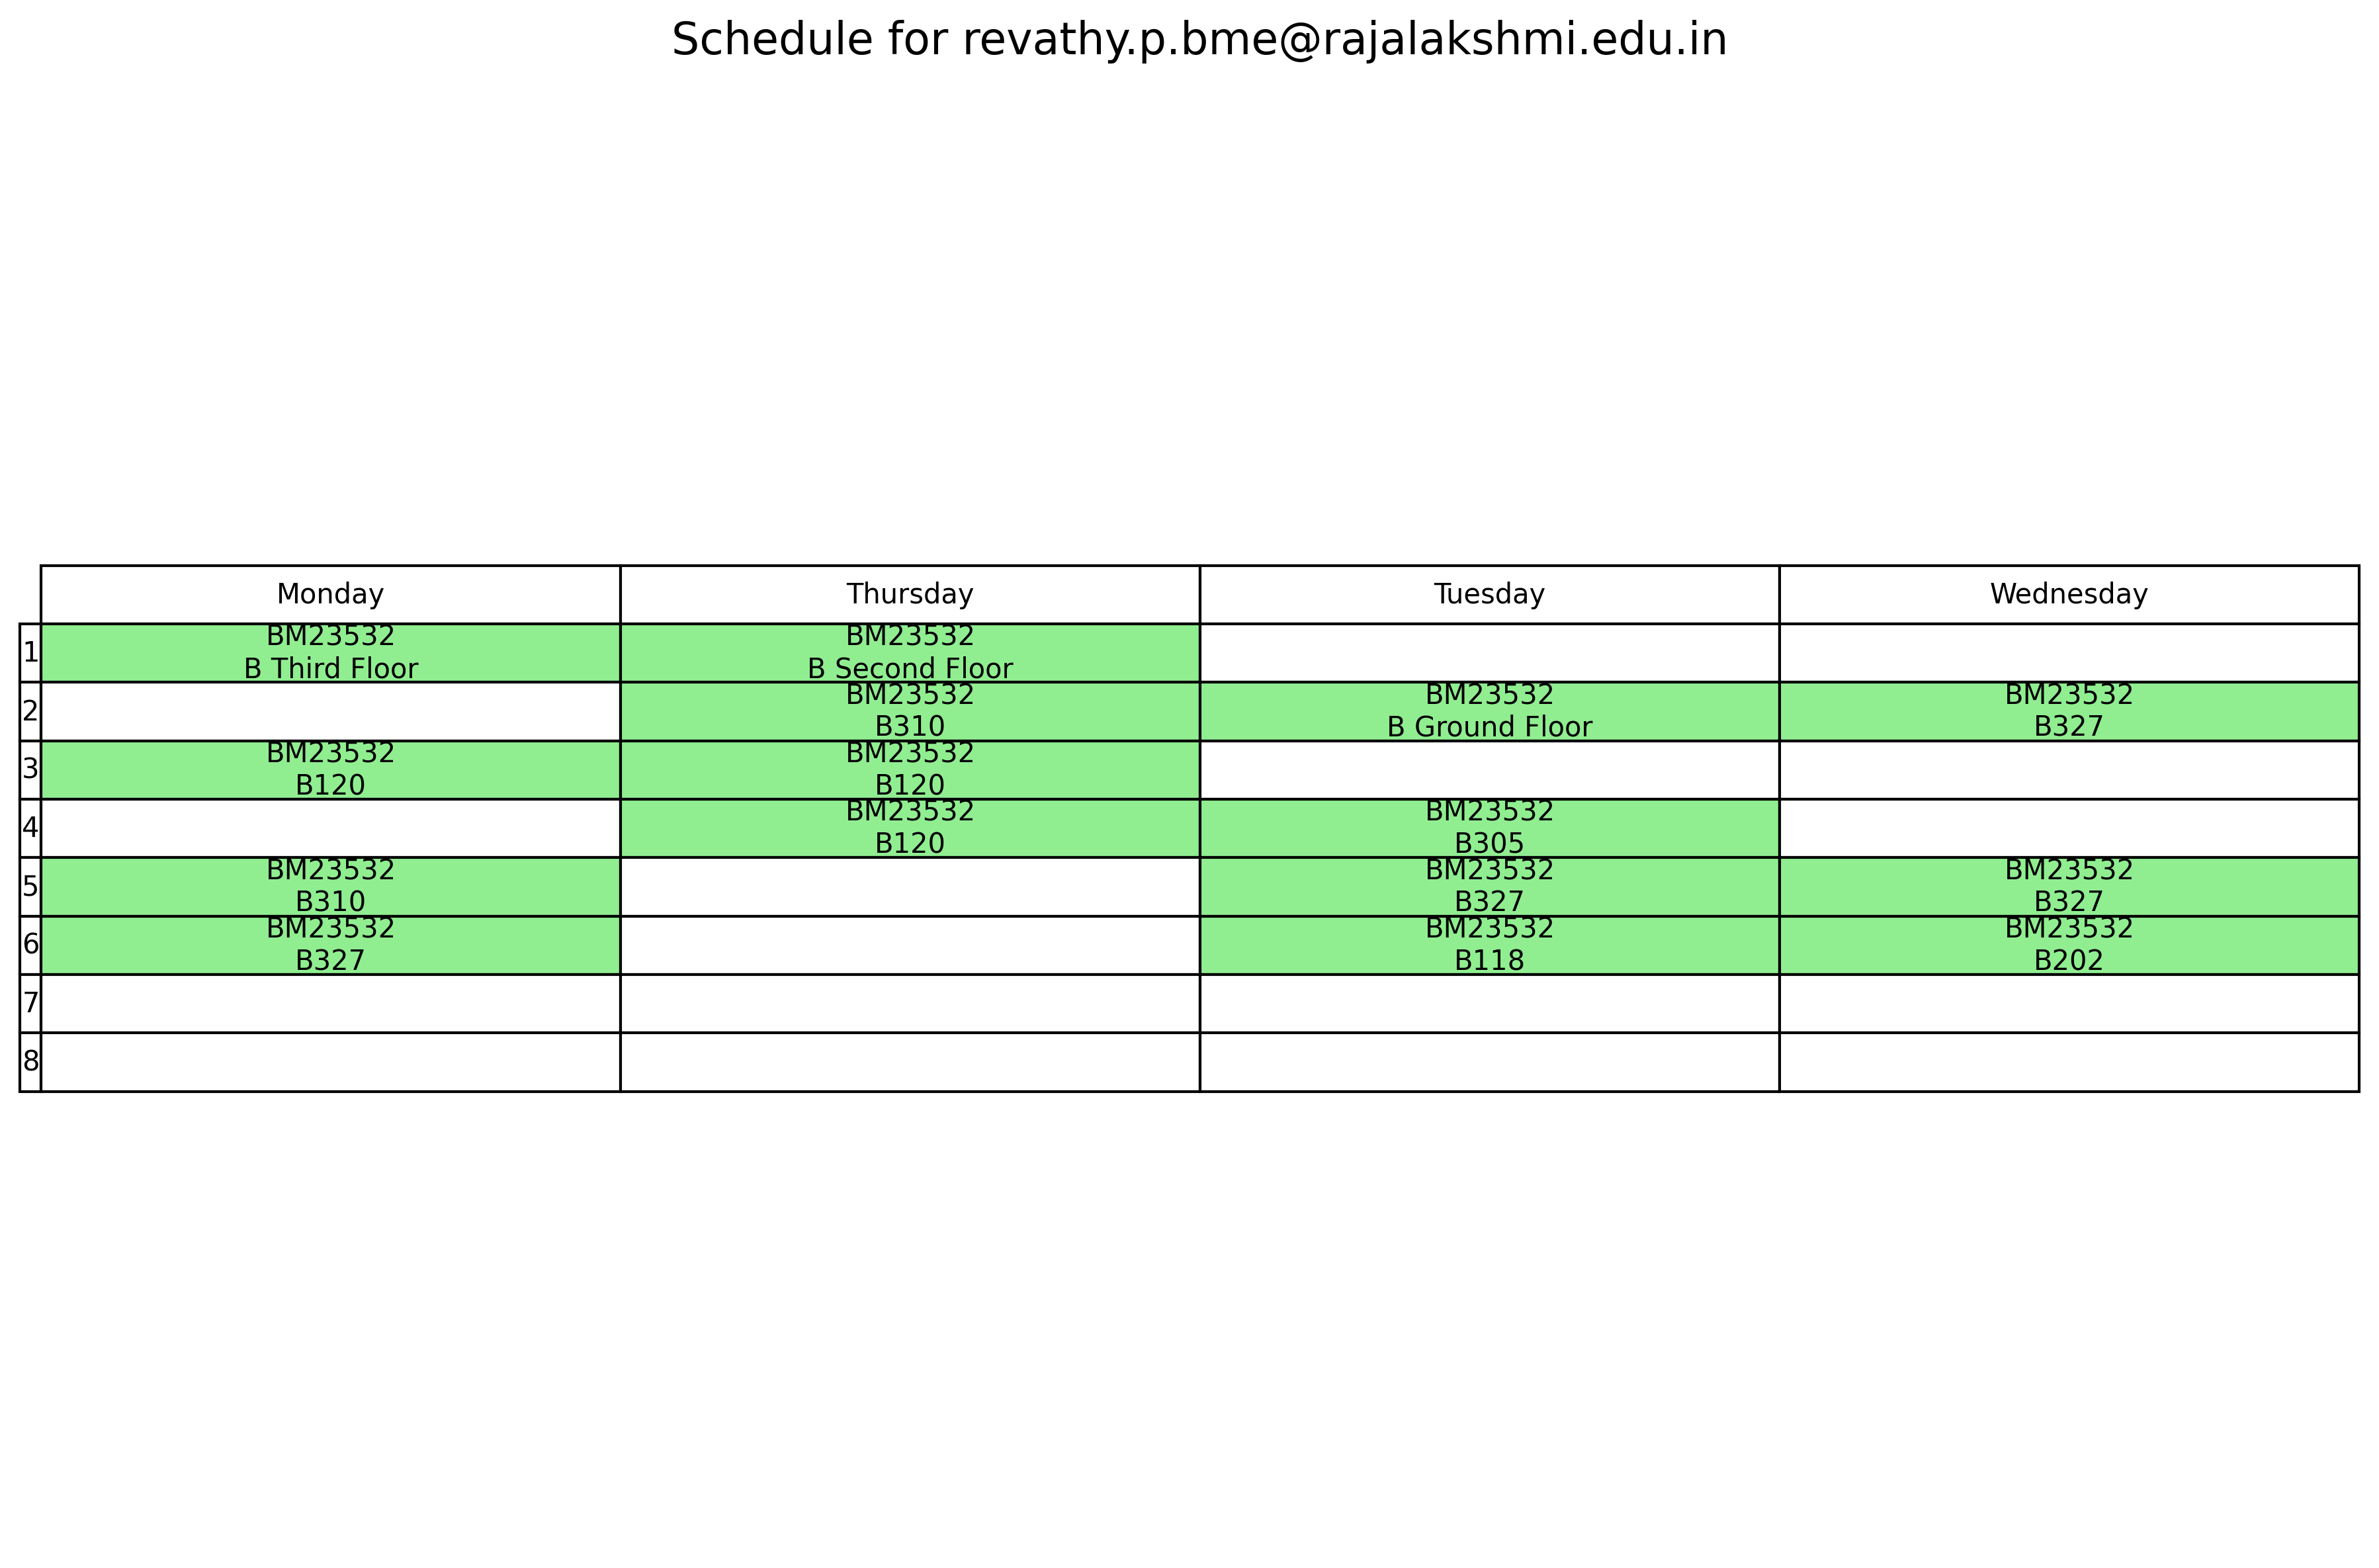 Schedule for revathy.p.bme@rajalakshmi.edu.in
Monday Thursday Tuesday Wednesday
1 BM23532 BM23532
B Third Floor B Second Floor
2 BM23532 BM23532 BM23532
B310 B Ground Floor B327
3 BM23532 BM23532
B120 B120
4 BM23532 BM23532
B120 B305
5 BM23532 BM23532 BM23532
B310 B327 B327
6 BM23532 BM23532 BM23532
B327 B118 B202
7
8